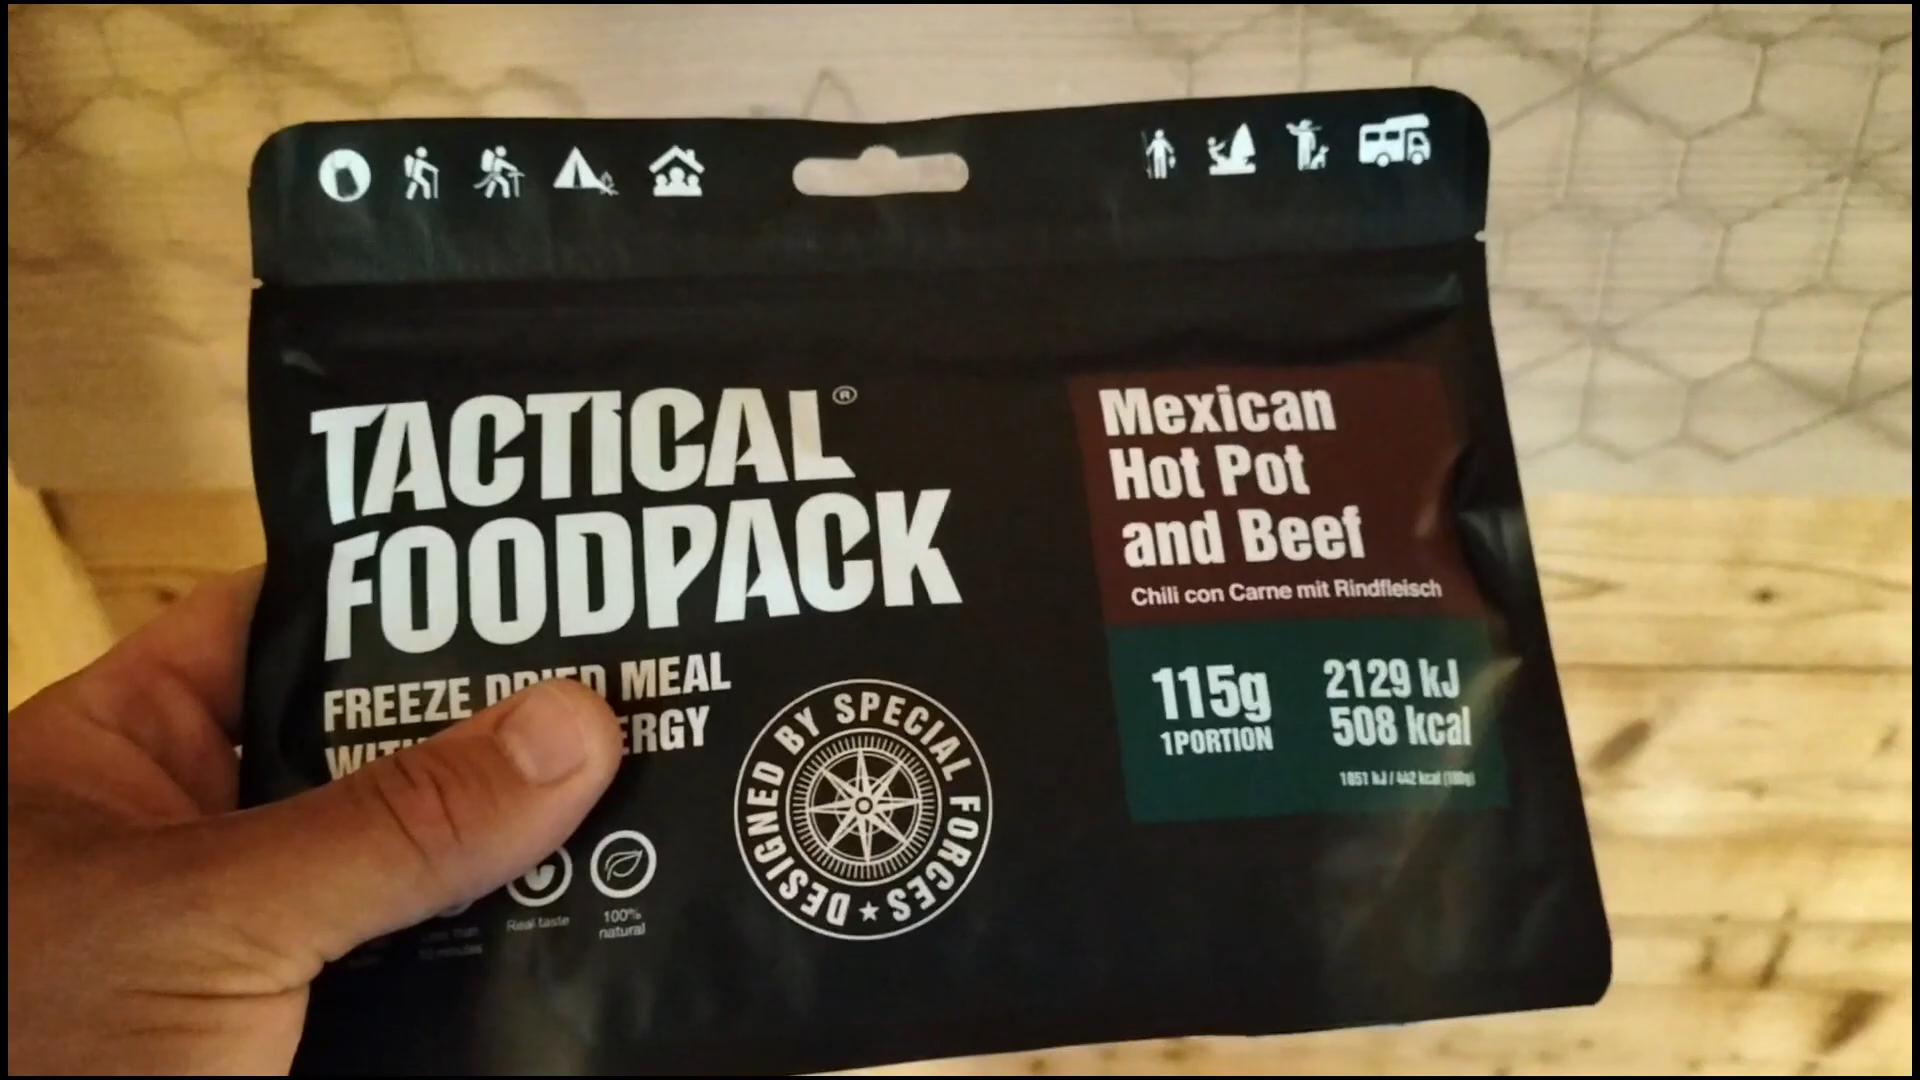 TACTICAL®
FOODPACK
FREEZE DRIED MEAL
Real taste
100%
natural
DESIGNED BY SPECIAL FORCES ★
Mexican
Hot Pot
and Beef
Chili con Carne mit Rindfleisch
115g
1PORTION
2129 kJ
508 kcal